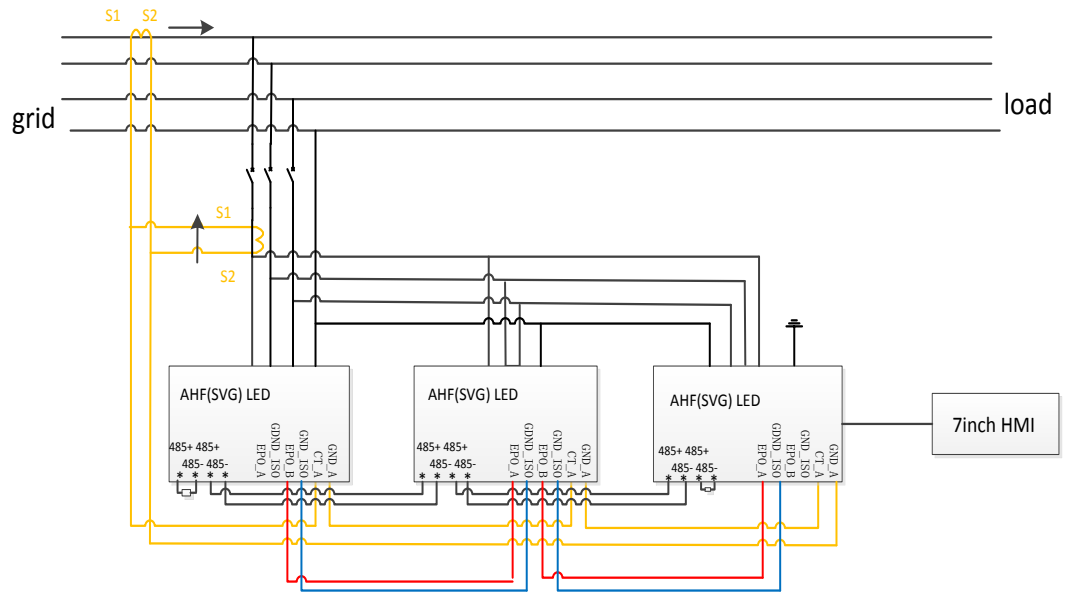 S1 S2
grid
load
S1
S2
AHF(SVG) LED
AHF(SVG) LED
AHF(SVG) LED
7inch HMI
485+ 485+
485- 485-
* * * *
EPO_A
GDND_ISO
EPO_B
GND_ISO
CT_A
GND_A
485+ 485+
485- 485-
* * * *
EPO_A
GDND_ISO
EPO_B
GND_ISO
CT_A
GND_A
485+ 485+
485- 485-
* * * *
EPO_A
GDND_ISO
EPO_B
GND_ISO
CT_A
GND_A